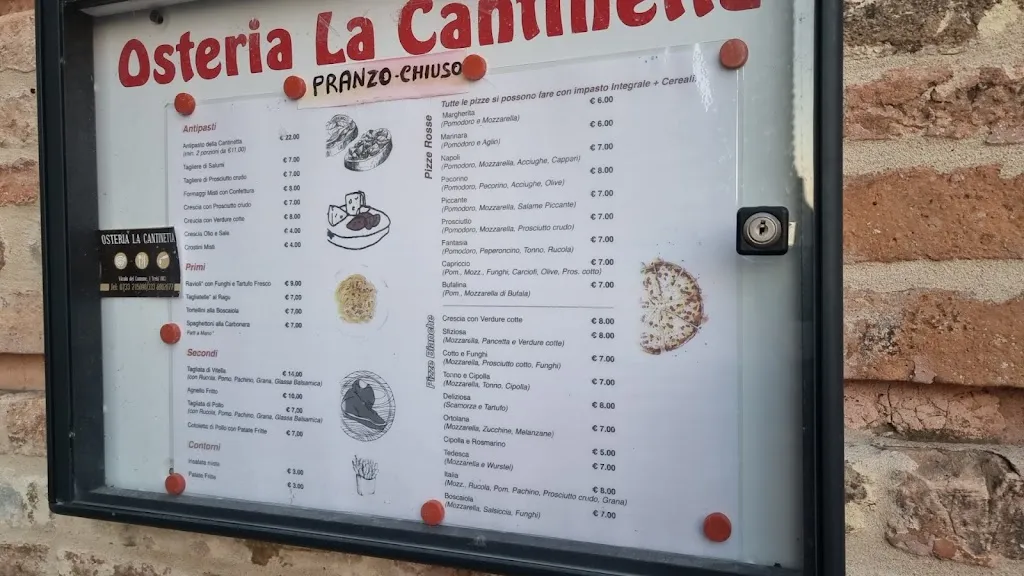 Osteria La Cantinella
PRANZO-CHIUSO
Antipasti
Antipasto della Cantinetta € 22.00
(min. 2 porzioni da €11.00)
Tagliere di Salumi € 7.00
Tagliere di Prosciutto crudo € 7.00
Formaggi Misti con Confettura € 8.00
Crescia con Prosciutto crudo € 7.00
Crescia con Verdure cotte € 8.00
Crescia Olio e Sale € 4.00
Crostini Misti € 4.00
Primi
Ravioli* con Funghi e Tartufo Fresco € 9.00
Tagliatelle* al Ragu € 7,00
Tortellini alla Boscaiola € 7,00
Spaghettoni alla Carbonara € 7,00
Fatti a Mano*
Secondi
Tagliata di Vitella € 14,00
(con Rucola, Pomo, Pachino, Grana, Glassa Balsamica)
Agnello Fritto € 10,00
Tagliata di Pollo € 7,00
(con Rucola, Pomo, Pachino, Grana, Glassa Balsamica)
Cotoletta di Pollo con Patate Fritte € 7,00
Contorni
Insalata mista € 3.00
Patate Fritte € 3.00
OSTERIA LA CANTINETTA
Pizze Rosse
Tutte le pizze si possono fare con impasto Integrale + Cereali.
Margherita € 6.00
(Pomodoro e Mozzarella)
Marinara € 6.00
(Pomodoro e Aglio)
Napoli € 7.00
(Pomodoro, Mozzarella, Acciughe, Capperi)
Pecorino € 8.00
(Pomodoro, Pecorino, Acciughe, Olive)
Piccante € 7.00
(Pomodoro, Mozzarella, Salame Piccante)
Prosciutto € 7.00
(Pomodoro, Mozzarella, Prosciutto crudo)
Fantasia € 7.00
(Pomodoro, Peperoncino, Tonno, Rucola)
Capriccio € 7.00
(Pom., Mozz., Funghi, Carciofi, Olive, Pros. cotto)
Bufalina € 7.00
(Pom., Mozzarella di Bufala)
Pizze Bianche
Crescia con Verdure cotte € 8.00
Sfiziosa € 8.00
(Mozzarella, Pancetta e Verdure cotte)
Cotto e Funghi € 7.00
(Mozzarella, Prosciutto cotto, Funghi)
Tonno e Cipolla € 7.00
(Mozzarella, Tonno, Cipolla)
Deliziosa € 8.00
(Scamorza e Tartufo)
Ortolana € 7.00
(Mozzarella, Zucchine, Melanzane)
Cipolla e Rosmarino € 5.00
Tedesca € 7.00
(Mozzarella e Wurstel)
Italia € 8.00
(Mozz., Rucola, Pom. Pachino, Prosciutto crudo, Grana)
Boscaiola € 7.00
(Mozzarella, Salsiccia, Funghi)